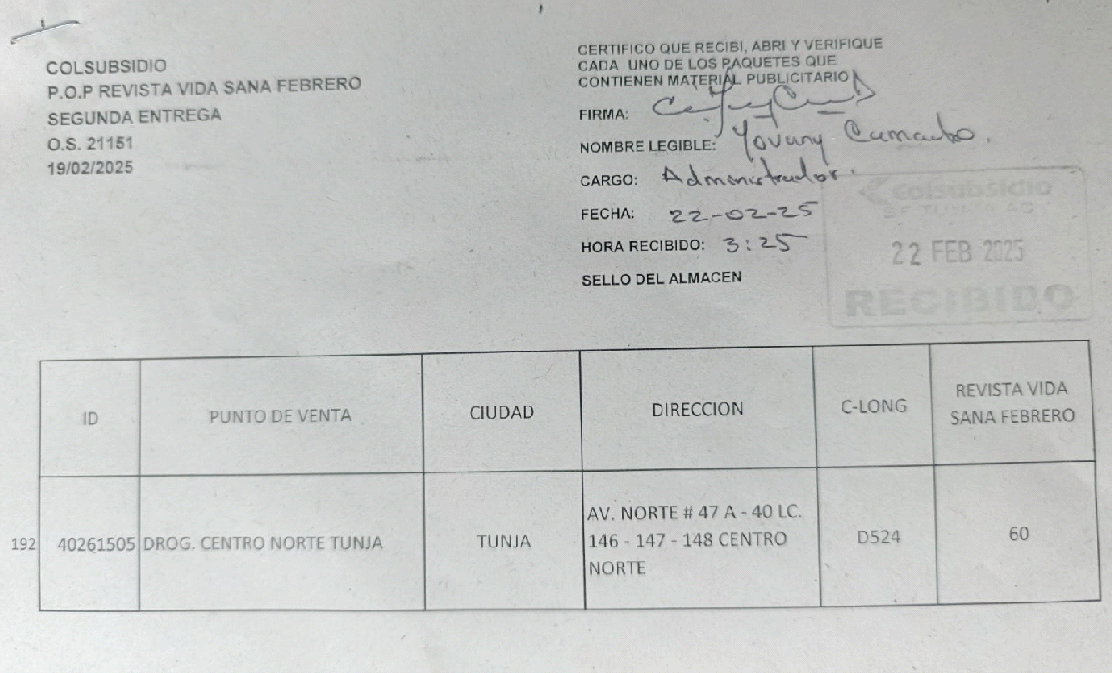 COLSUBSIDIO
P.O.P REVISTA VIDA SANA FEBRERO
SEGUNDA ENTREGA
O.S. 21151
19/02/2025
CERTIFICO QUE RECIBI, ABRI Y VERIFIQUE
CADA UNO DE LOS PAQUETES QUE
CONTIENEN MATERIAL PUBLICITARIO
FIRMA:
NOMBRE LEGIBLE: Yovany Camacho.
CARGO: Administrador.
FECHA: 22-02-25
HORA RECIBIDO: 3:25
SELLO DEL ALMACEN
colsubsidio
22 FEB 2025
RECIBIDO
ID PUNTO DE VENTA CIUDAD DIRECCION C-LONG REVISTA VIDA
SANA FEBRERO
192 40261505 DROG. CENTRO NORTE TUNJA TUNJA AV. NORTE # 47 A - 40 LC.
146 - 147 - 148 CENTRO
NORTE
D524 60